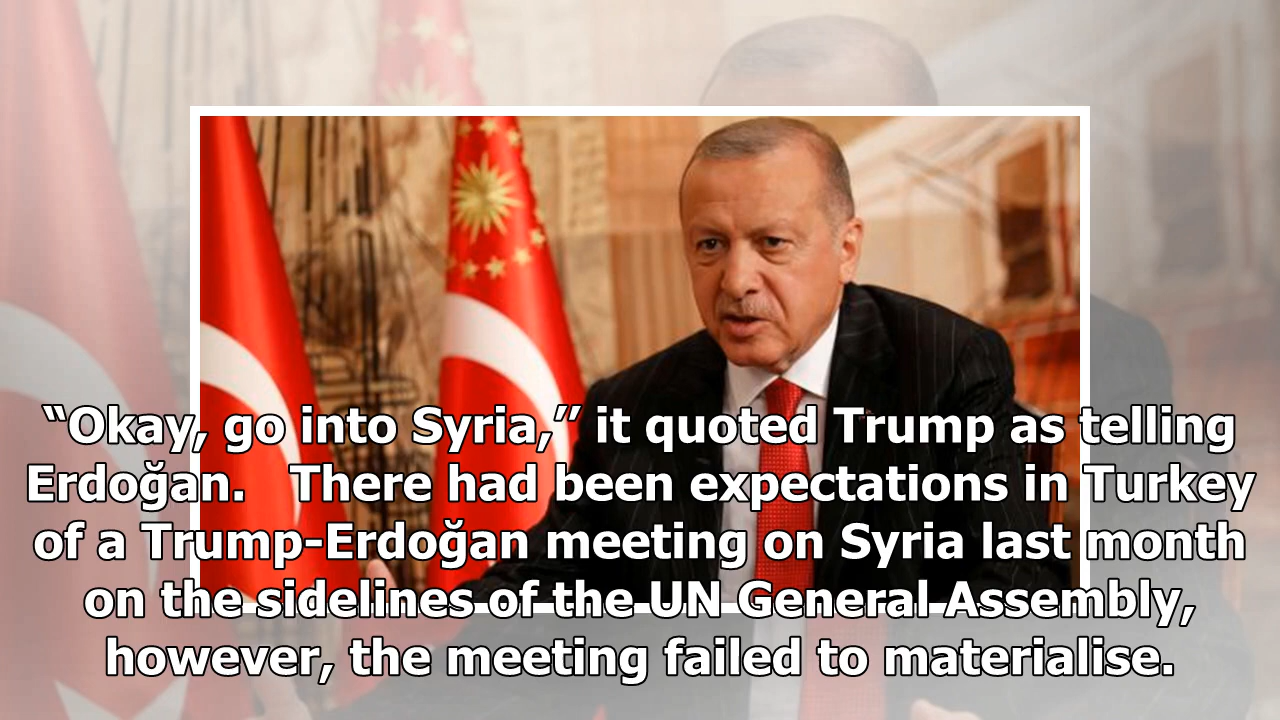 “Okay, go into Syria,” it quoted Trump as telling
Erdoğan.   There had been expectations in Turkey
of a Trump-Erdoğan meeting on Syria last month
on the sidelines of the UN General Assembly,
however, the meeting failed to materialise.